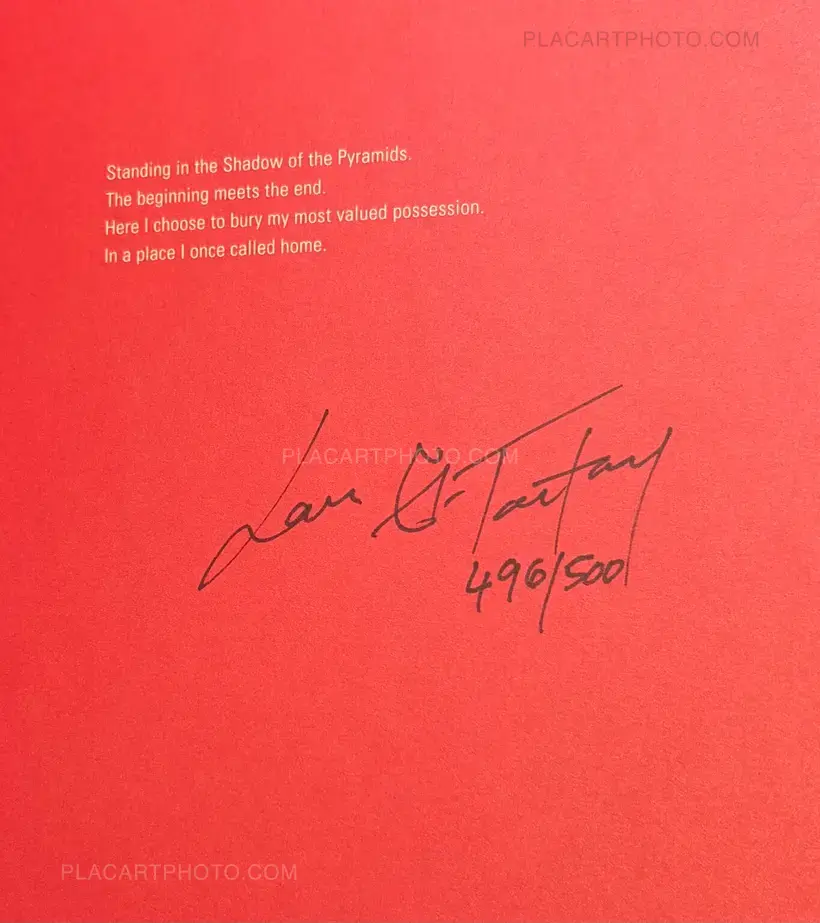 PLACARTPHOTO.COM
Standing in the Shadow of the Pyramids.
The beginning meets the end.
Here I choose to bury my most valued possession.
In a place I once called home.
PLACARTPHOTO.COM
496/500
PLACARTPHOTO.COM